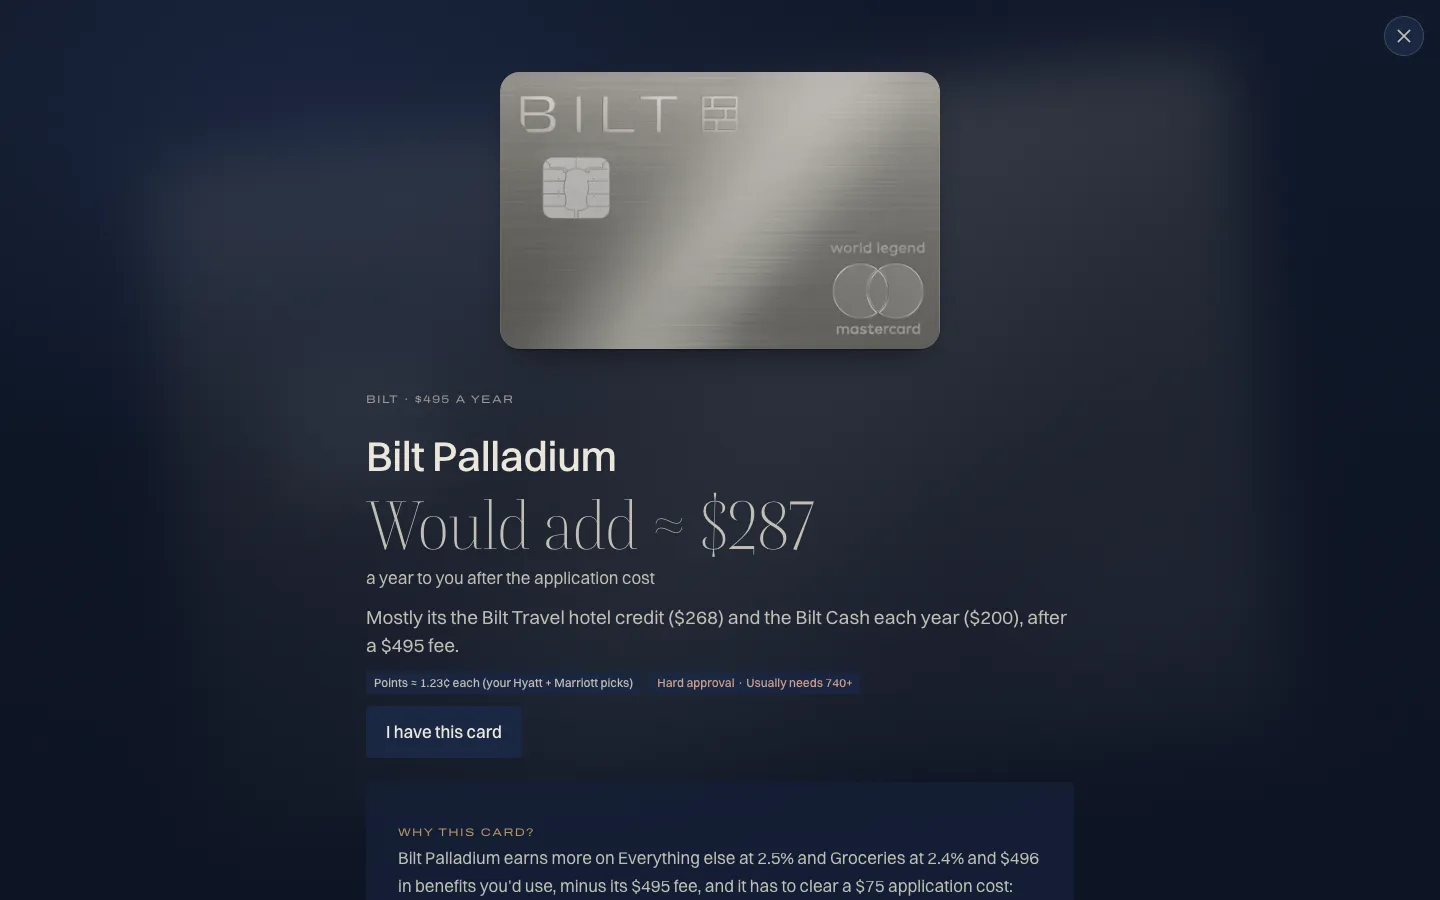 BILT
world legend
mastercard
BILT · $495 A YEAR
Bilt Palladium
Would add ≈ $287
a year to you after the application cost
Mostly its the Bilt Travel hotel credit ($268) and the Bilt Cash each year ($200), after
a $495 fee.
Points ≈ 1.23¢ each (your Hyatt + Marriott picks) Hard approval · Usually needs 740+
I have this card
WHY THIS CARD?
Bilt Palladium earns more on Everything else at 2.5% and Groceries at 2.4% and $496
in benefits you'd use, minus its $495 fee, and it has to clear a $75 application cost: